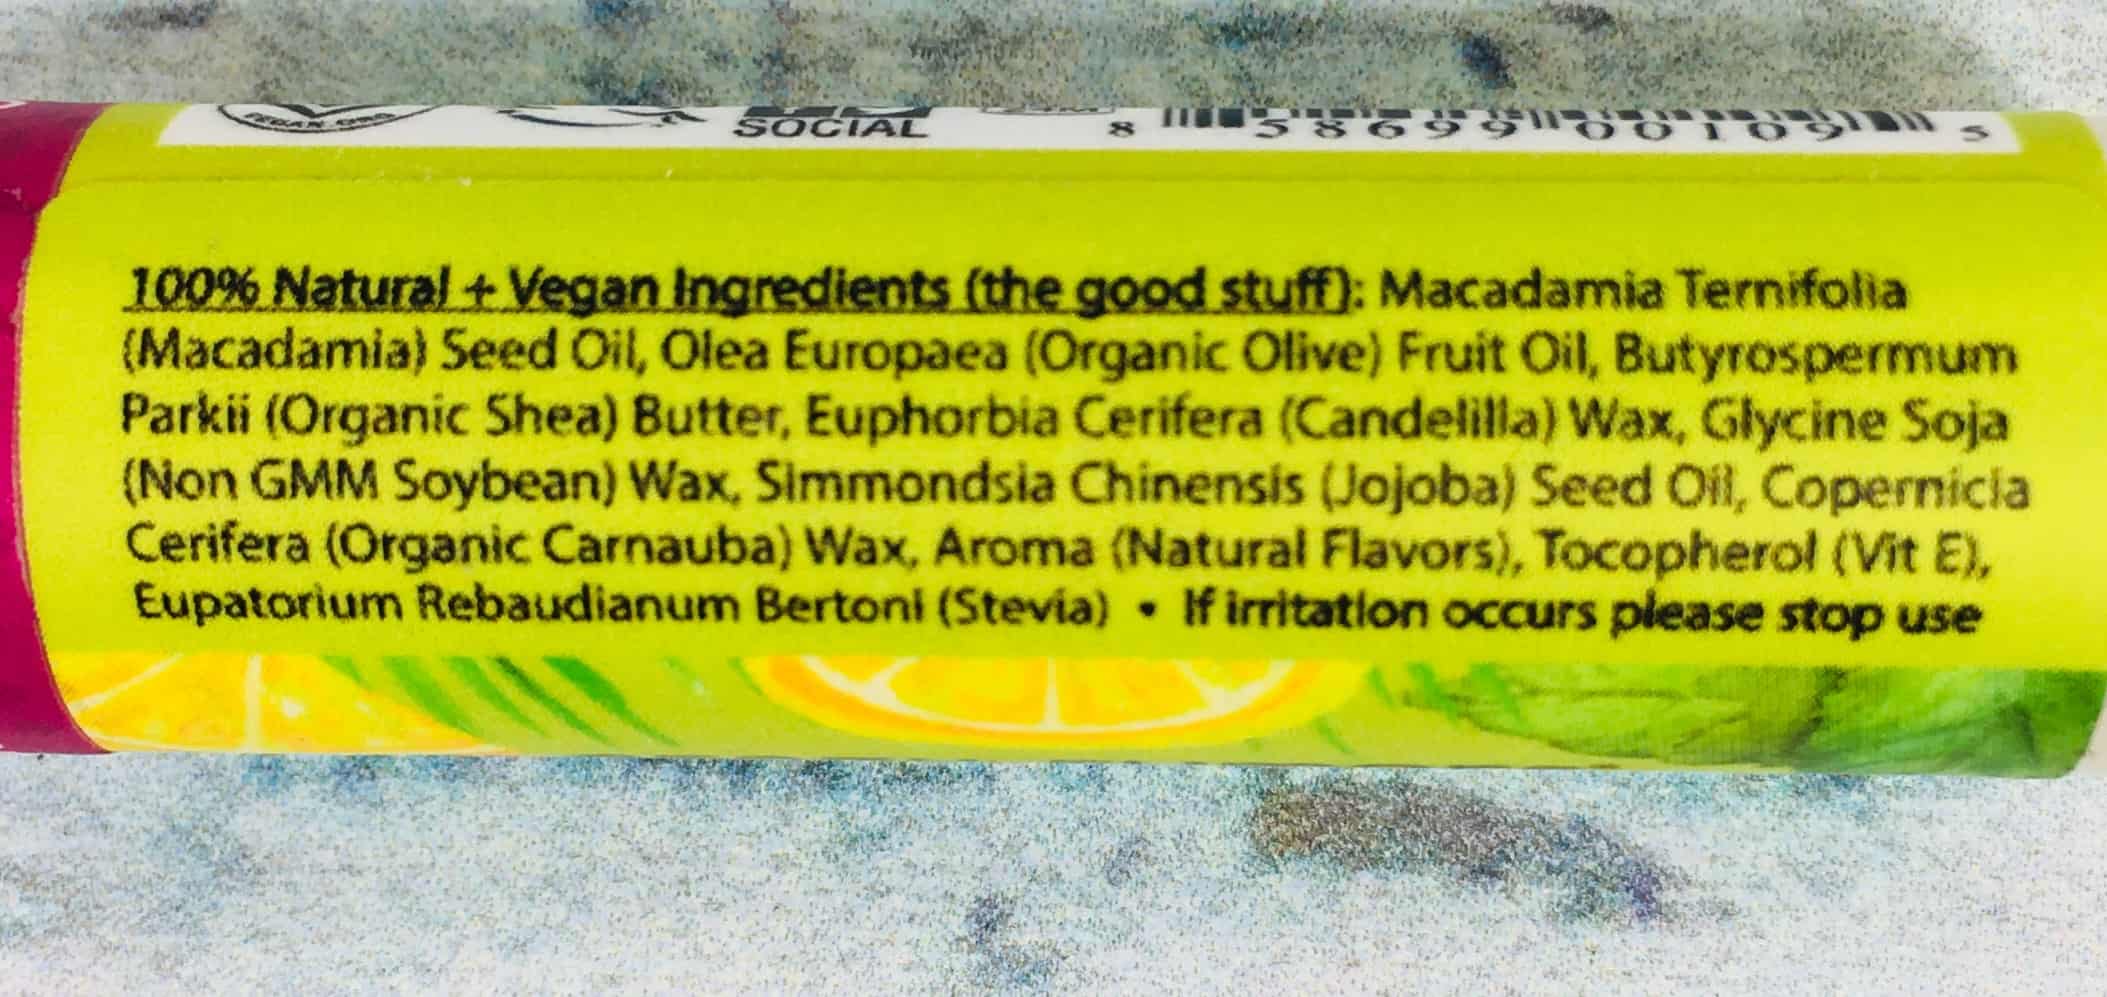 VEGAN.ORG
SOCIAL
8 58699 00109 5
100% Natural + Vegan Ingredients (the good stuff): Macadamia Ternifolia
(Macadamia) Seed Oil, Olea Europaea (Organic Olive) Fruit Oil, Butyrospermum
Parkii (Organic Shea) Butter, Euphorbia Cerifera (Candelilla) Wax, Glycine Soja
(Non GMM Soybean) Wax, Simmondsia Chinensis (Jojoba) Seed Oil, Copernicia
Cerifera (Organic Carnauba) Wax, Aroma (Natural Flavors), Tocopherol (Vit E),
Eupatorium Rebaudianum Bertoni (Stevia) • If irritation occurs please stop use